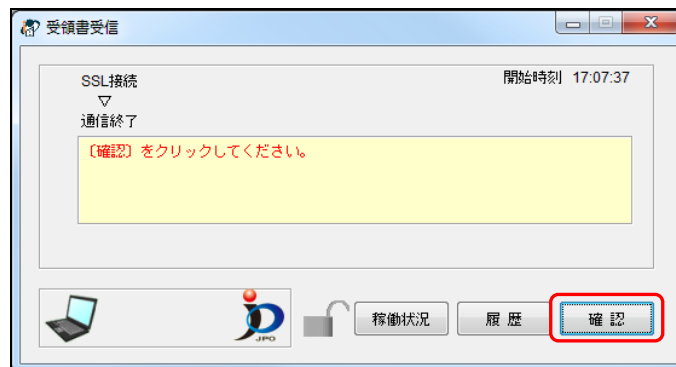 受領書受信
SSL接続
開始時刻 17:07:37
▽
通信終了
〔確認〕をクリックしてください。
JPO
稼働状況
履 歴
確 認